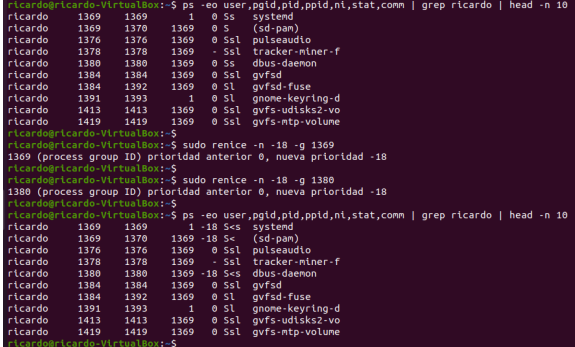 ricardo@ricardo-VirtualBox:~$ ps -eo user,pgid,pid,ppid,ni,stat,comm | grep ricardo | head -n 10
ricardo 1369 1369 1 0 Ss systemd
ricardo 1369 1370 1369 0 S (sd-pam)
ricardo 1376 1376 1369 0 Ssl pulseaudio
ricardo 1378 1378 1369 - Ssl tracker-miner-f
ricardo 1380 1380 1369 0 Ss dbus-daemon
ricardo 1384 1384 1369 0 Ssl gvfsd
ricardo 1384 1392 1369 0 Sl gvfsd-fuse
ricardo 1391 1393 1 0 Sl gnome-keyring-d
ricardo 1413 1413 1369 0 Ssl gvfs-udisks2-vo
ricardo 1419 1419 1369 0 Ssl gvfs-mtp-volume
ricardo@ricardo-VirtualBox:~$
ricardo@ricardo-VirtualBox:~$ sudo renice -n -18 -g 1369
1369 (process group ID) prioridad anterior 0, nueva prioridad -18
ricardo@ricardo-VirtualBox:~$
ricardo@ricardo-VirtualBox:~$ sudo renice -n -18 -g 1380
1380 (process group ID) prioridad anterior 0, nueva prioridad -18
ricardo@ricardo-VirtualBox:~$
ricardo@ricardo-VirtualBox:~$ ps -eo user,pgid,pid,ppid,ni,stat,comm | grep ricardo | head -n 10
ricardo 1369 1369 1 -18 S<s systemd
ricardo 1369 1370 1369 -18 S< (sd-pam)
ricardo 1376 1376 1369 0 Ssl pulseaudio
ricardo 1378 1378 1369 - Ssl tracker-miner-f
ricardo 1380 1380 1369 -18 S<s dbus-daemon
ricardo 1384 1384 1369 0 Ssl gvfsd
ricardo 1384 1392 1369 0 Sl gvfsd-fuse
ricardo 1391 1393 1 0 Sl gnome-keyring-d
ricardo 1413 1413 1369 0 Ssl gvfs-udisks2-vo
ricardo 1419 1419 1369 0 Ssl gvfs-mtp-volume
ricardo@ricardo-VirtualBox:~$